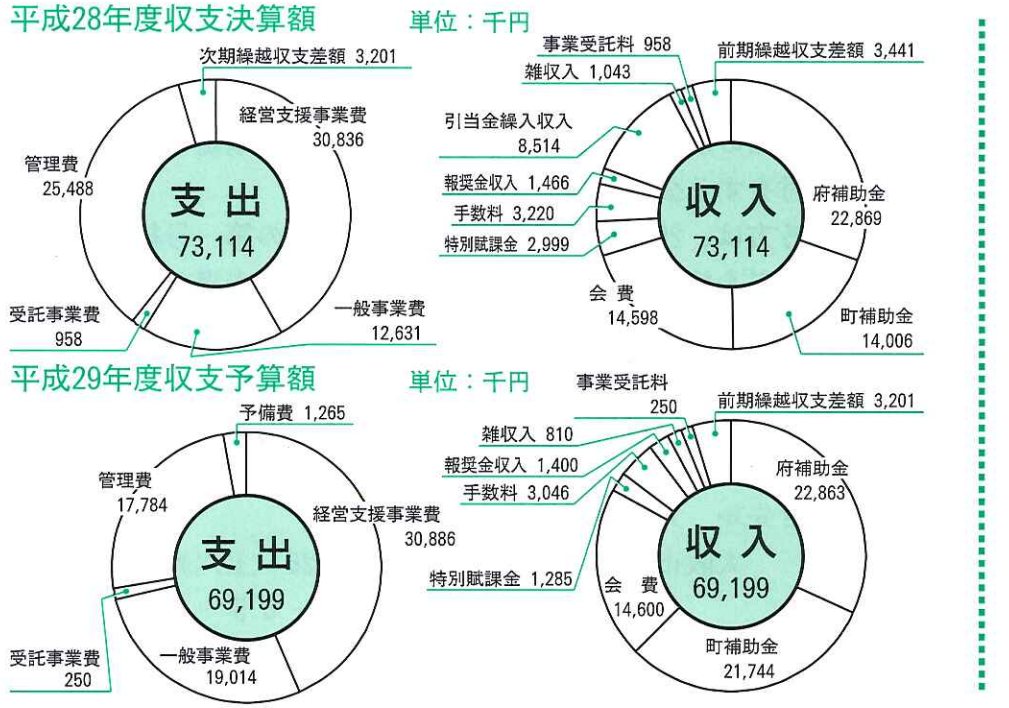 平成28年度収支決算額
単位：千円
次期繰越収支差額 3,201
経営支援事業費
30,836
管理費
25,488
支出
73,114
受託事業費
958
一般事業費
12,631
事業受託料 958
前期繰越収支差額 3,441
雑収入 1,043
引当金繰入収入
8,514
報奨金収入 1,466
手数料 3,220
特別賦課金 2,999
収入
73,114
府補助金
22,869
会費
14,598
町補助金
14,006
平成29年度収支予算額
単位：千円
予備費 1,265
管理費
17,784
経営支援事業費
30,886
支出
69,199
受託事業費
250
一般事業費
19,014
事業受託料
250
前期繰越収支差額 3,201
雑収入 810
報奨金収入 1,400
手数料 3,046
特別賦課金 1,285
府補助金
22,863
収入
69,199
会費
14,600
町補助金
21,744